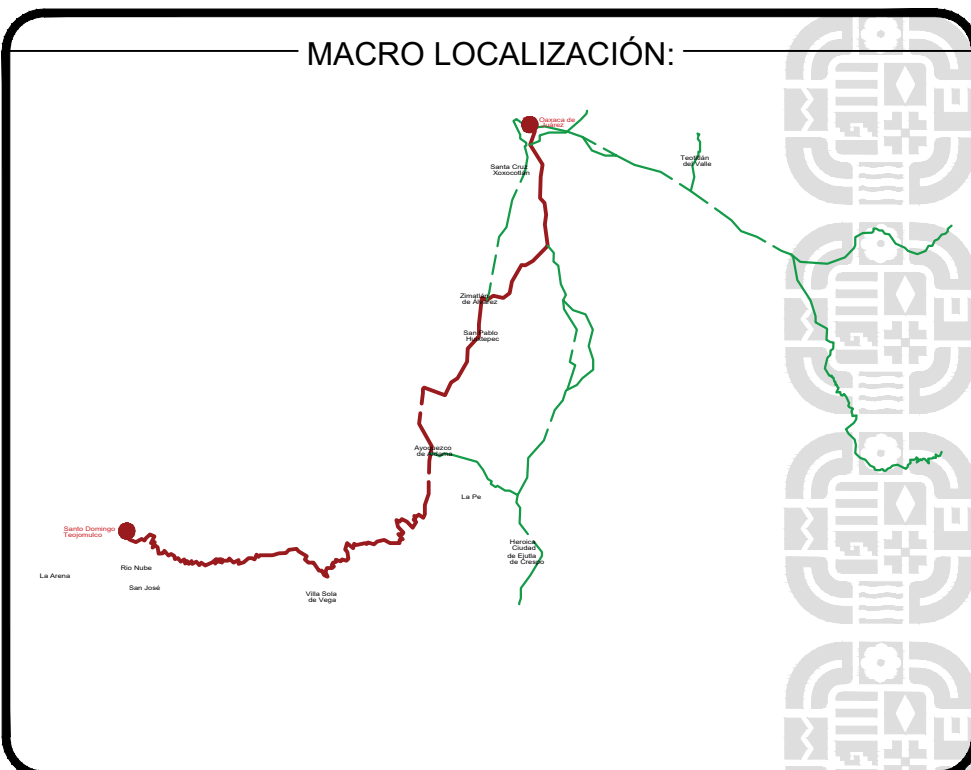 MACRO LOCALIZACIÓN:
Oaxaca de
Juárez
Teotitlán
del Valle
Santa Cruz
Xoxocotlán
Zimatlán
de Álvarez
San Pablo
Huixtepec
Ayoquezco
de Aldama
La Pe
Santo Domingo
Teojomulco
Heroica
Ciudad
de Ejutla
de Crespo
Rio Nube
La Arena
San José
Villa Sola
de Vega